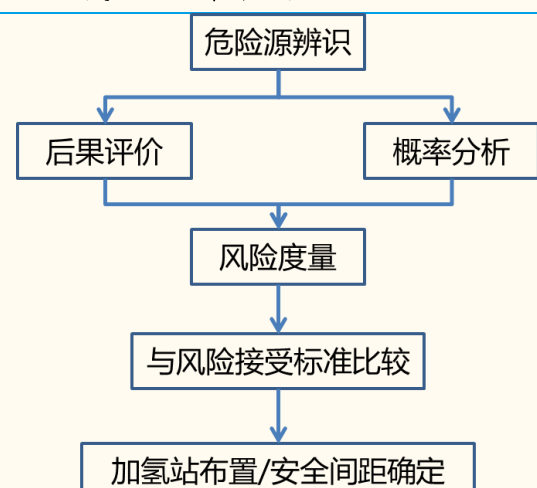 危险源辨识
后果评价
概率分析
风险度量
与风险接受标准比较
加氢站布置/安全间距确定